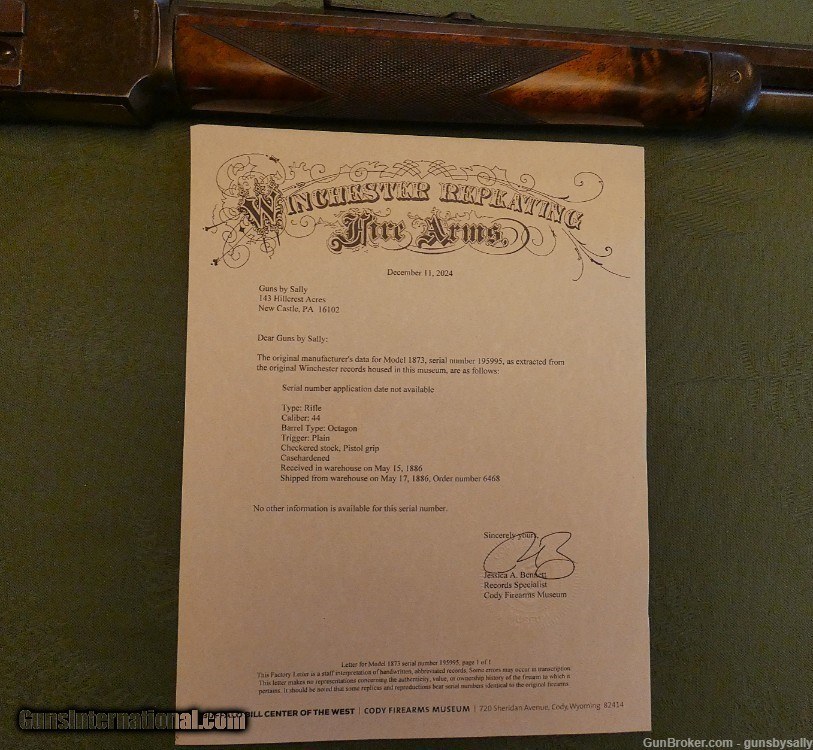 WINCHESTER REPEATING
Fire Arms.
December 11, 2024
Guns by Sally
143 Hillcrest Acres
New Castle, PA 16102
Dear Guns by Sally:
The original manufacturer's data for Model 1873, serial number 195995, as extracted from
the original Winchester records housed in this museum, are as follows:
Serial number application date not available
Type: Rifle
Caliber: 44
Barrel Type: Octagon
Trigger: Plain
Checkered stock, Pistol grip
Casehardened
Received in warehouse on May 15, 1886
Shipped from warehouse on May 17, 1886, Order number 6468
No other information is available for this serial number.
Sincerely yours,
Jessica A. Bennett
Records Specialist
Cody Firearms Museum
Letter for Model 1873 serial number 195995, page 1 of 1
This Factory Letter is a staff interpretation of handwritten, abbreviated records. Some errors may occur in transcription.
This letter makes no representations concerning the authenticity, value, or ownership history of the firearm to which it
pertains. It should be noted that some replicas and reproductions bear serial numbers identical to the original firearms.
BILL CENTER OF THE WEST | CODY FIREARMS MUSEUM | 720 Sheridan Avenue, Cody, Wyoming 82414
GunsInternational.com
GunBroker.com - gunsbysally